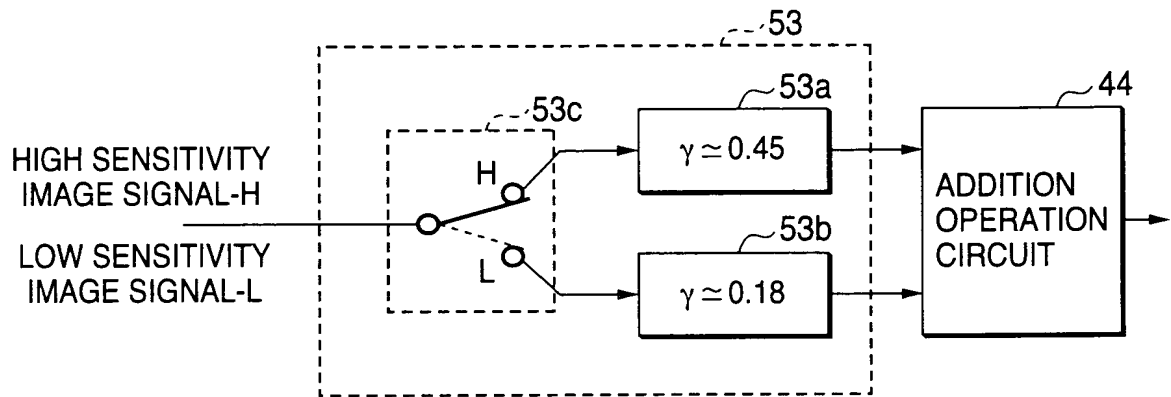 53
53c
53a
44
HIGH SENSITIVITY
IMAGE SIGNAL-H
LOW SENSITIVITY
IMAGE SIGNAL-L
H
L
γ≃0.45
53b
γ≃0.18
ADDITION
OPERATION
CIRCUIT